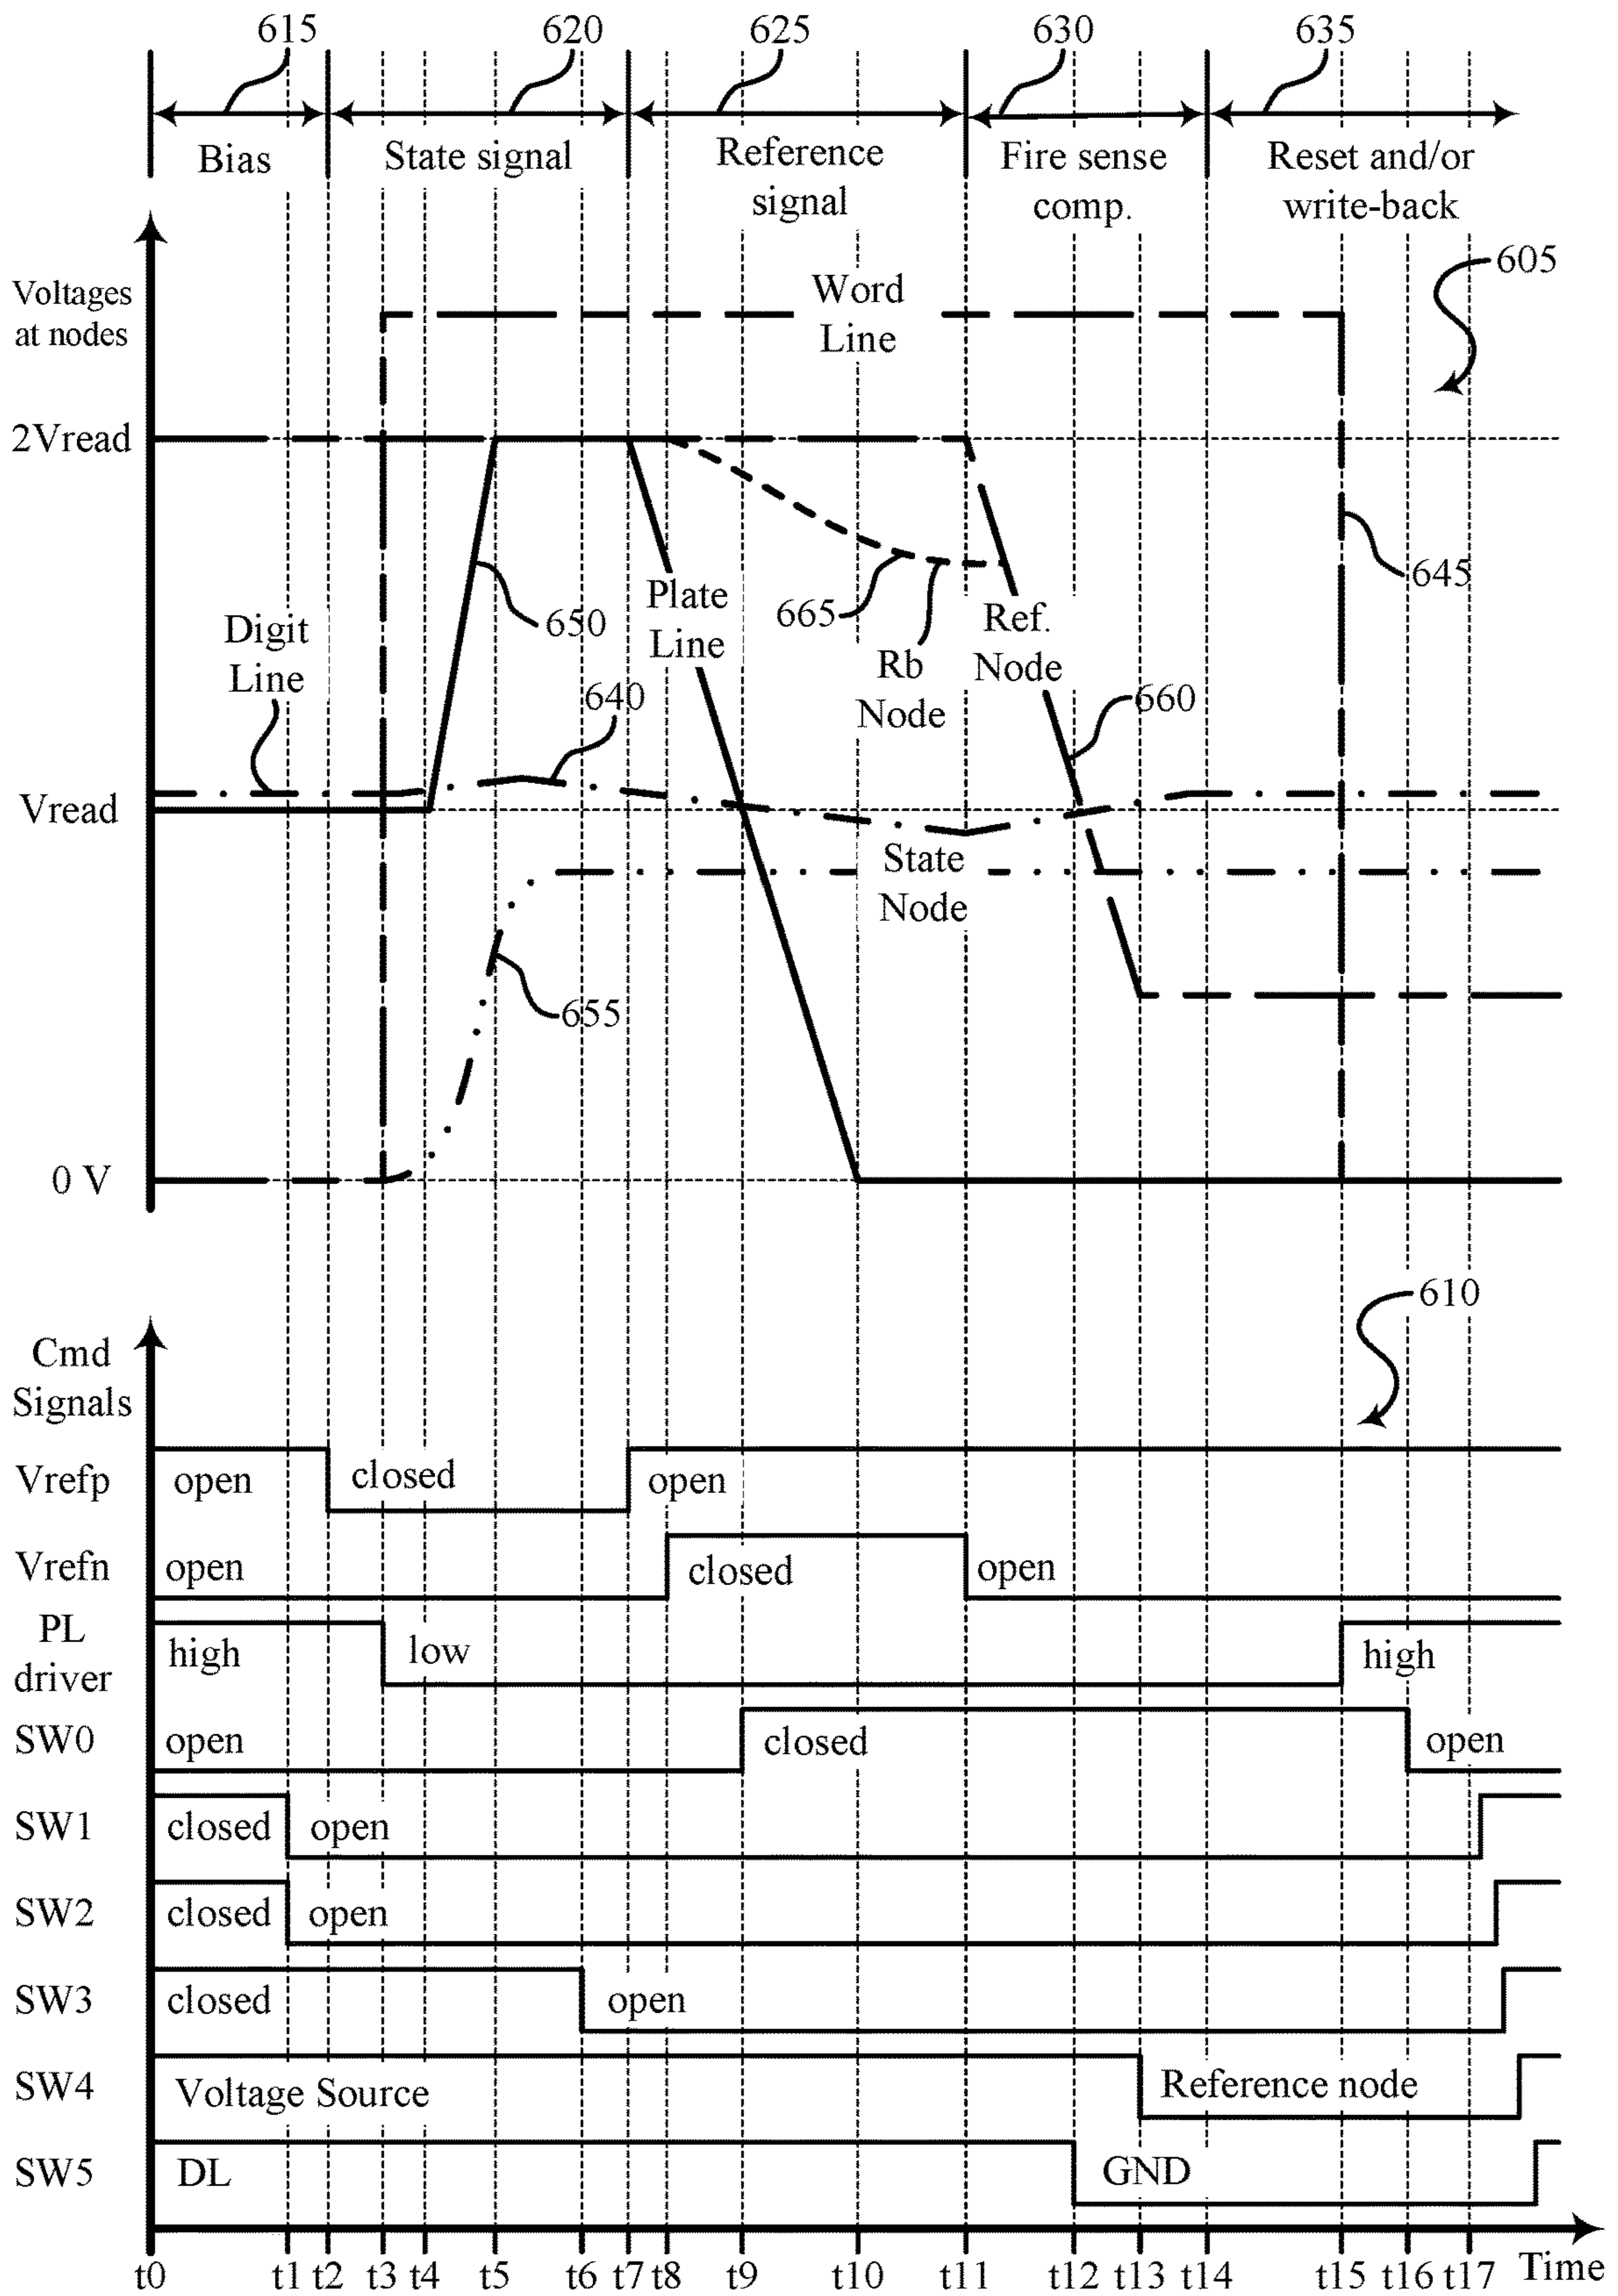 615
620
625
630
635
Bias
State signal
Reference
signal
Fire sense
comp.
Reset and/or
write-back
605
Voltages
at nodes
Word
Line
2Vread
645
650
Plate
Line
665
Ref.
Node
Digit
Line
Rb
Node
640
660
Vread
State
Node
655
0 V
610
Cmd
Signals
Vrefp
open
closed
open
Vrefn
open
closed
open
PL
driver
high
low
high
SW0
open
closed
open
SW1
closed
open
SW2
closed
open
SW3
closed
open
SW4
Voltage Source
Reference node
SW5
DL
GND
t0 t1 t2 t3 t4 t5 t6 t7 t8 t9 t10 t11 t12 t13 t14 t15 t16 t17 Time